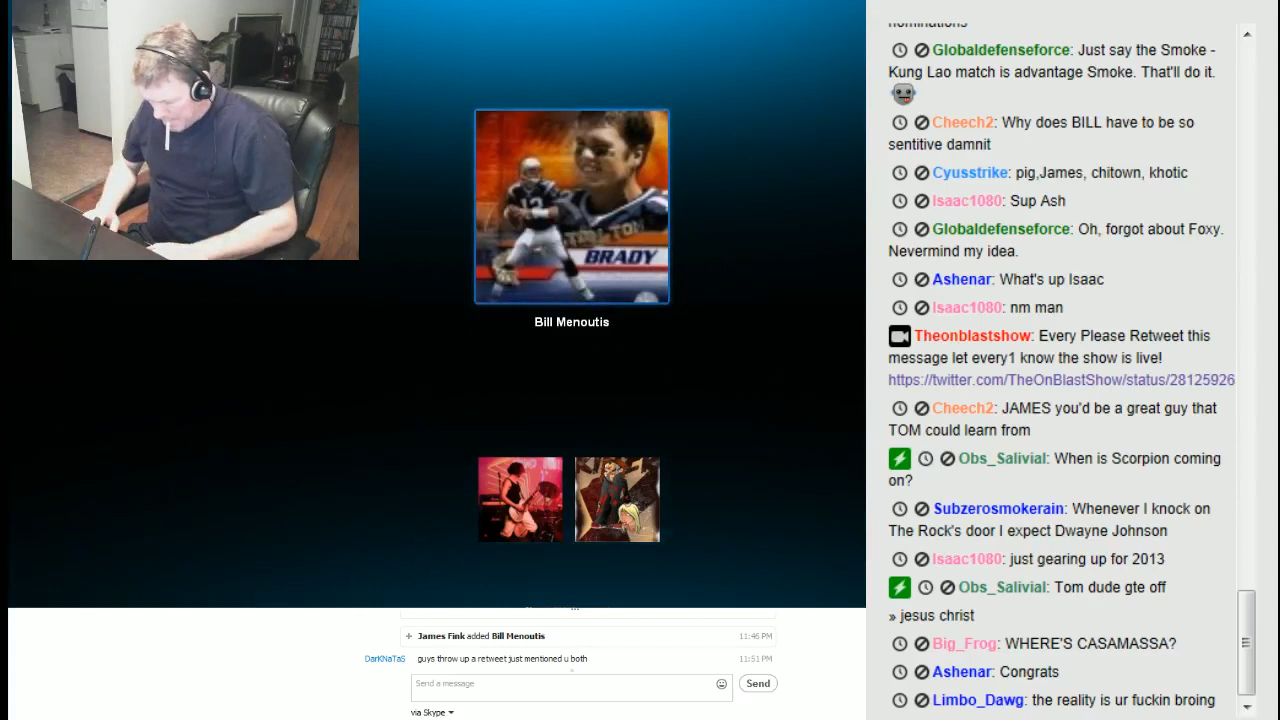 12
BRADY
Bill Menoutis
James Fink added Bill Menoutis 11:46 PM
DarKNaTaS guys throw up a retweet just mentioned u both 11:51 PM
Send a message
Send
via Skype
nominations
Globaldefenseforce: Just say the Smoke -
Kung Lao match is advantage Smoke. That'll do it.
Cheech2: Why does BILL have to be so
sentitive damnit
Cyusstrike: pig,James, chitown, khotic
Isaac1080: Sup Ash
Globaldefenseforce: Oh, forgot about Foxy.
Nevermind my idea.
Ashenar: What's up Isaac
Isaac1080: nm man
Theonblastshow: Every Please Retweet this
message let every1 know the show is live!
https://twitter.com/TheOnBlastShow/status/28125926
Cheech2: JAMES you'd be a great guy that
TOM could learn from
Obs_Salivial: When is Scorpion coming
on?
Subzerosmokerain: Whenever I knock on
The Rock's door I expect Dwayne Johnson
Isaac1080: just gearing up for 2013
Obs_Salivial: Tom dude gte off
» jesus christ
Big_Frog: WHERE'S CASAMASSA?
Ashenar: Congrats
Limbo_Dawg: the reality is ur fuckin broing